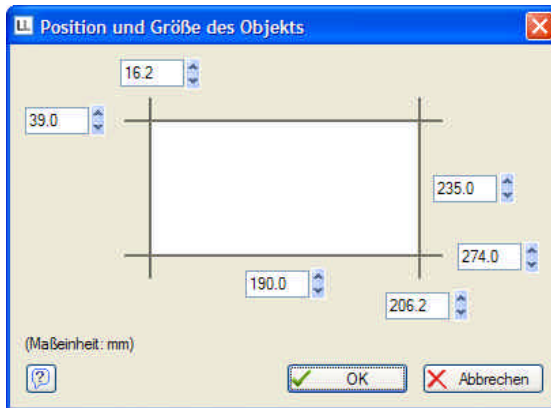 LL Position und Größe des Objekts
16.2
39.0
235.0
274.0
190.0
206.2
(Maßeinheit: mm)
? OK Abbrechen